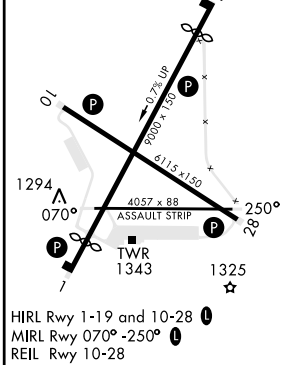 P
0.7% UP
9000 x 150
P
10
P
6115 x150
1294
070°
4057 x 88
ASSAULT STRIP
250°
28
P
P
TWR
1343
1325
1
HIRL Rwy 1-19 and 10-28 L
MIRL Rwy 070° -250° L
REIL Rwy 10-28